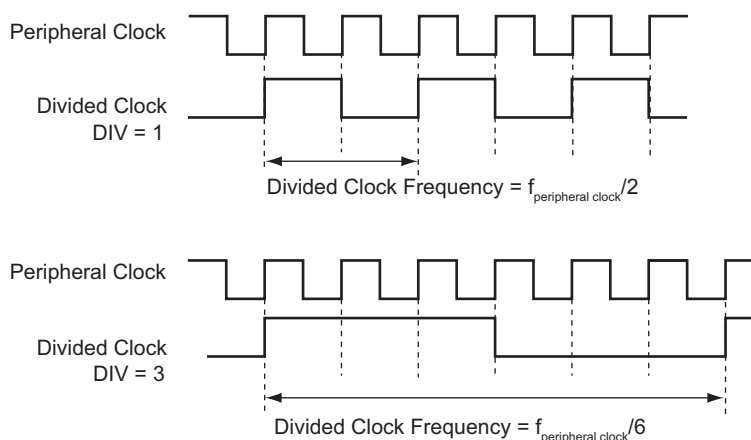 Peripheral Clock
Divided Clock
DIV = 1
Divided Clock Frequency = fperipheral clock/2
Peripheral Clock
Divided Clock
DIV = 3
Divided Clock Frequency = fperipheral clock/6